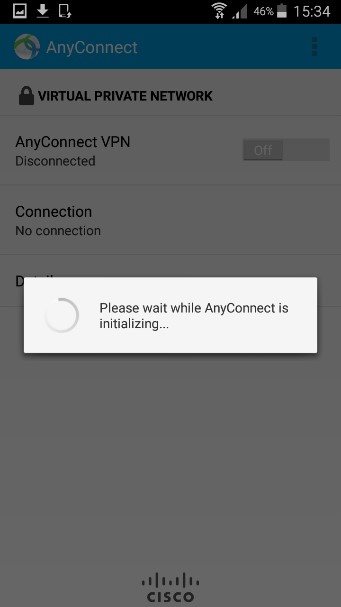 46% 15:34
AnyConnect
VIRTUAL PRIVATE NETWORK
AnyConnect VPN
Off
Disconnected
Connection
No connection
Please wait while AnyConnect is
initializing...
CISCO